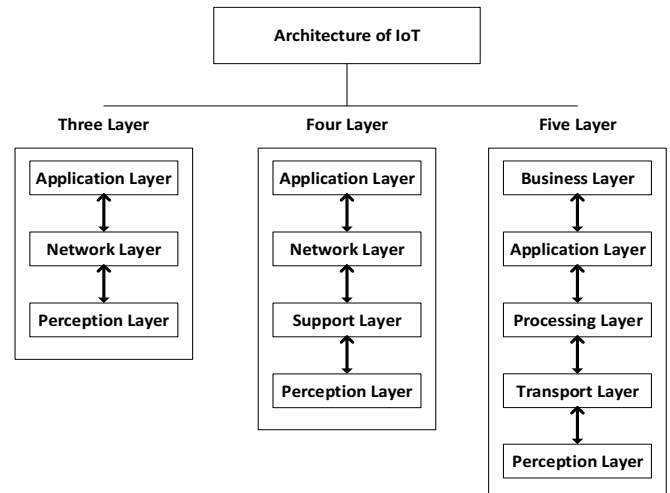 Architecture of IoT
Three Layer
Application Layer
Network Layer
Perception Layer
Four Layer
Application Layer
Network Layer
Support Layer
Perception Layer
Five Layer
Business Layer
Application Layer
Processing Layer
Transport Layer
Perception Layer